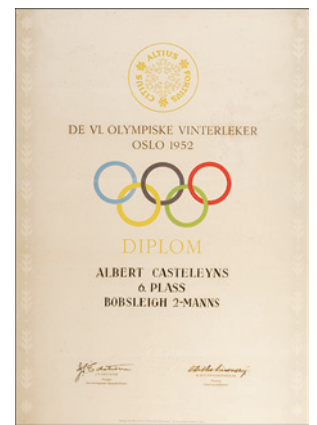 CITIUS ALTIUS FORTIUS
DE VI. OLYMPISKE VINTERLEKER
OSLO 1952
DIPLOM
ALBERT CASTELEYNS
6. PLASS
BOBSLEIGH 2-MANNS